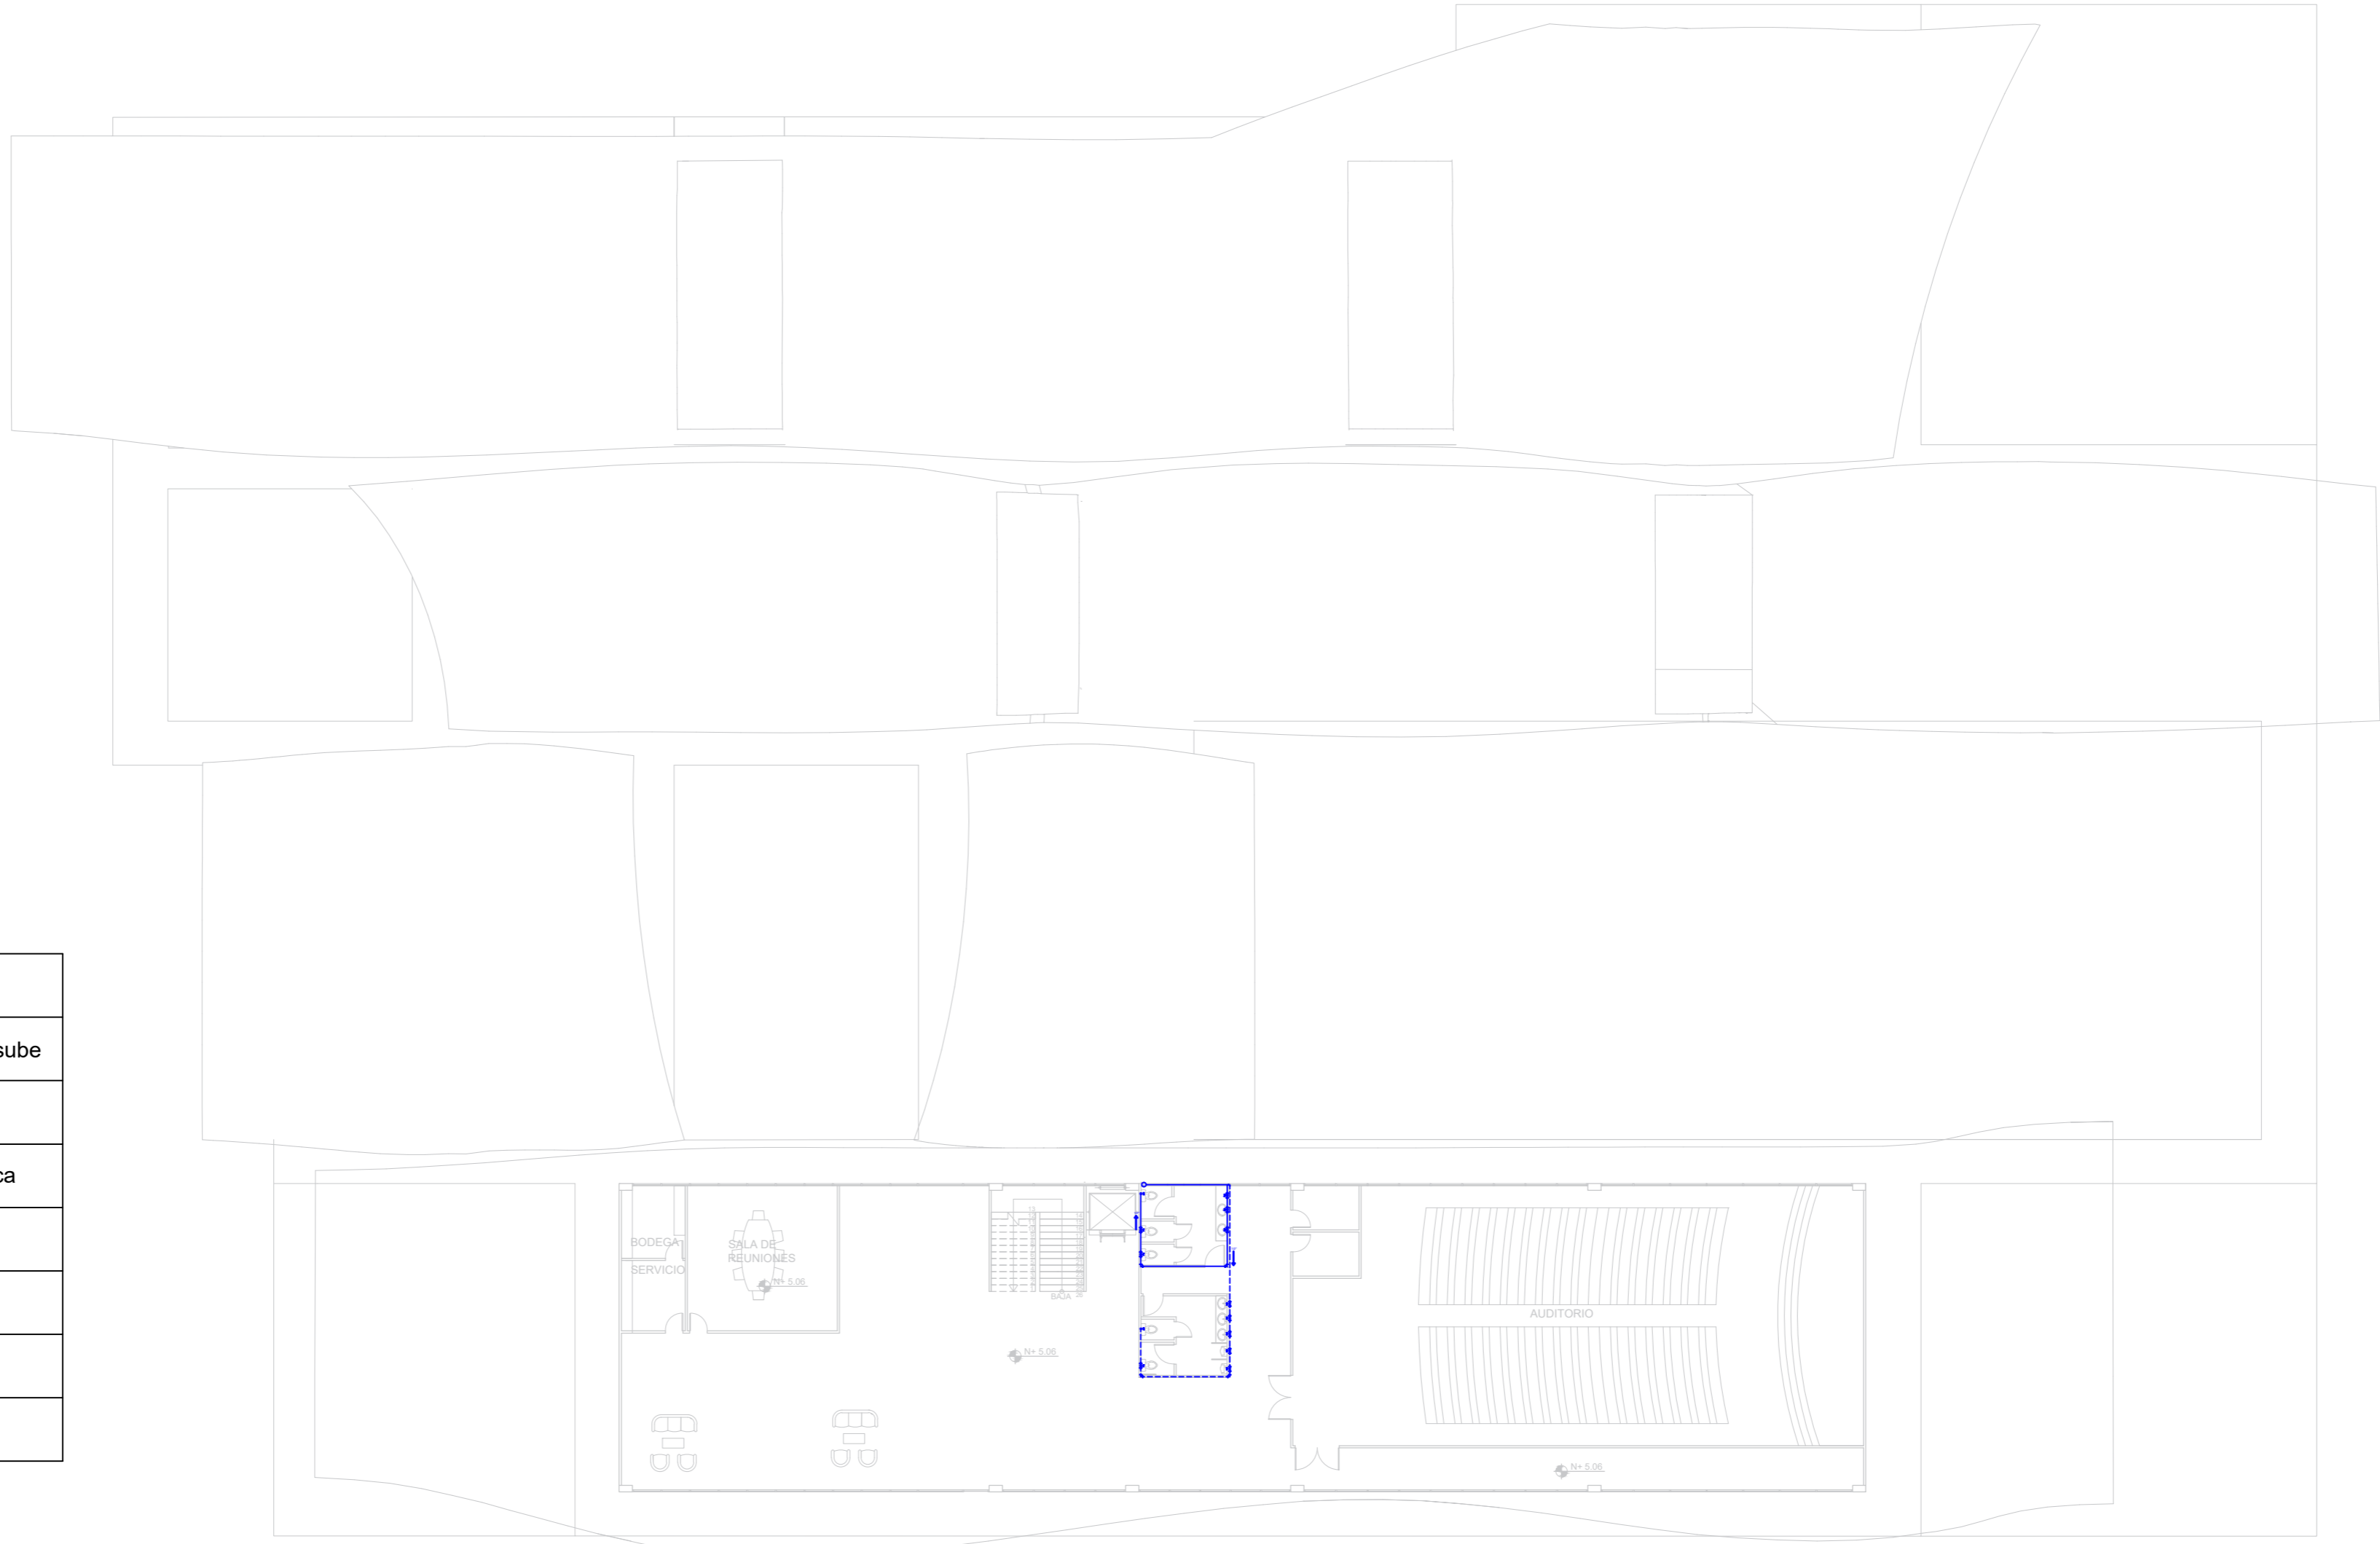 sube
ca
BODEGA
SALA DE
REUNIONES
SERVICIO
N+ 5.06
BAJA
AUDITORIO
N+ 5.06
N+ 5.06